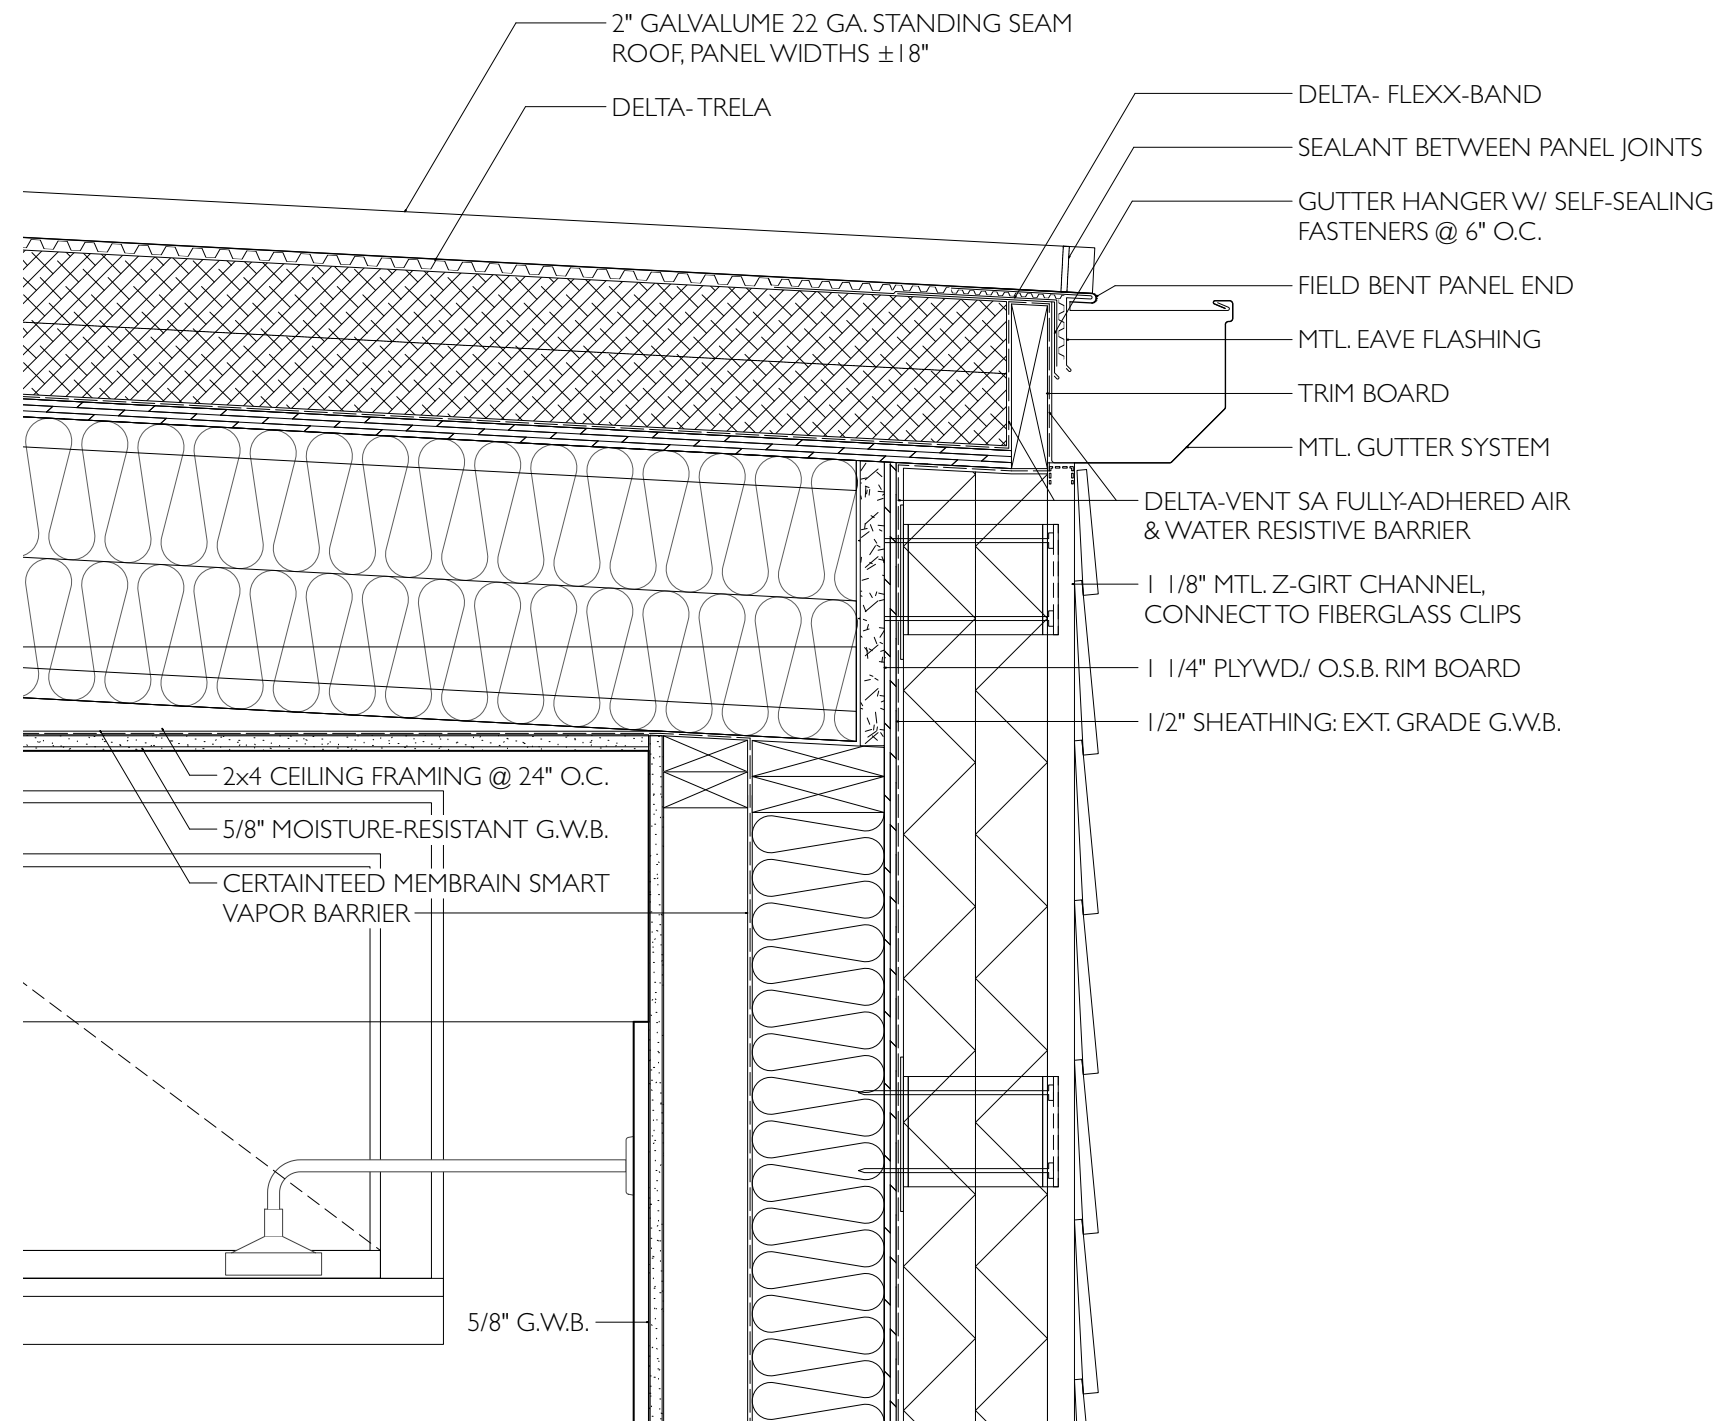 2" GALVALUME 22 GA. STANDING SEAM
ROOF, PANEL WIDTHS ±18"
DELTA- TRELA
DELTA- FLEXX-BAND
SEALANT BETWEEN PANEL JOINTS
GUTTER HANGER W/ SELF-SEALING
FASTENERS @ 6" O.C.
FIELD BENT PANEL END
MTL. EAVE FLASHING
TRIM BOARD
MTL. GUTTER SYSTEM
DELTA-VENT SA FULLY-ADHERED AIR
& WATER RESISTIVE BARRIER
1 1/8" MTL. Z-GIRT CHANNEL,
CONNECT TO FIBERGLASS CLIPS
1 1/4" PLYWD./ O.S.B. RIM BOARD
1/2" SHEATHING: EXT. GRADE G.W.B.
2x4 CEILING FRAMING @ 24" O.C.
5/8" MOISTURE-RESISTANT G.W.B.
CERTAINTEED MEMBRAIN SMART
VAPOR BARRIER
5/8" G.W.B.